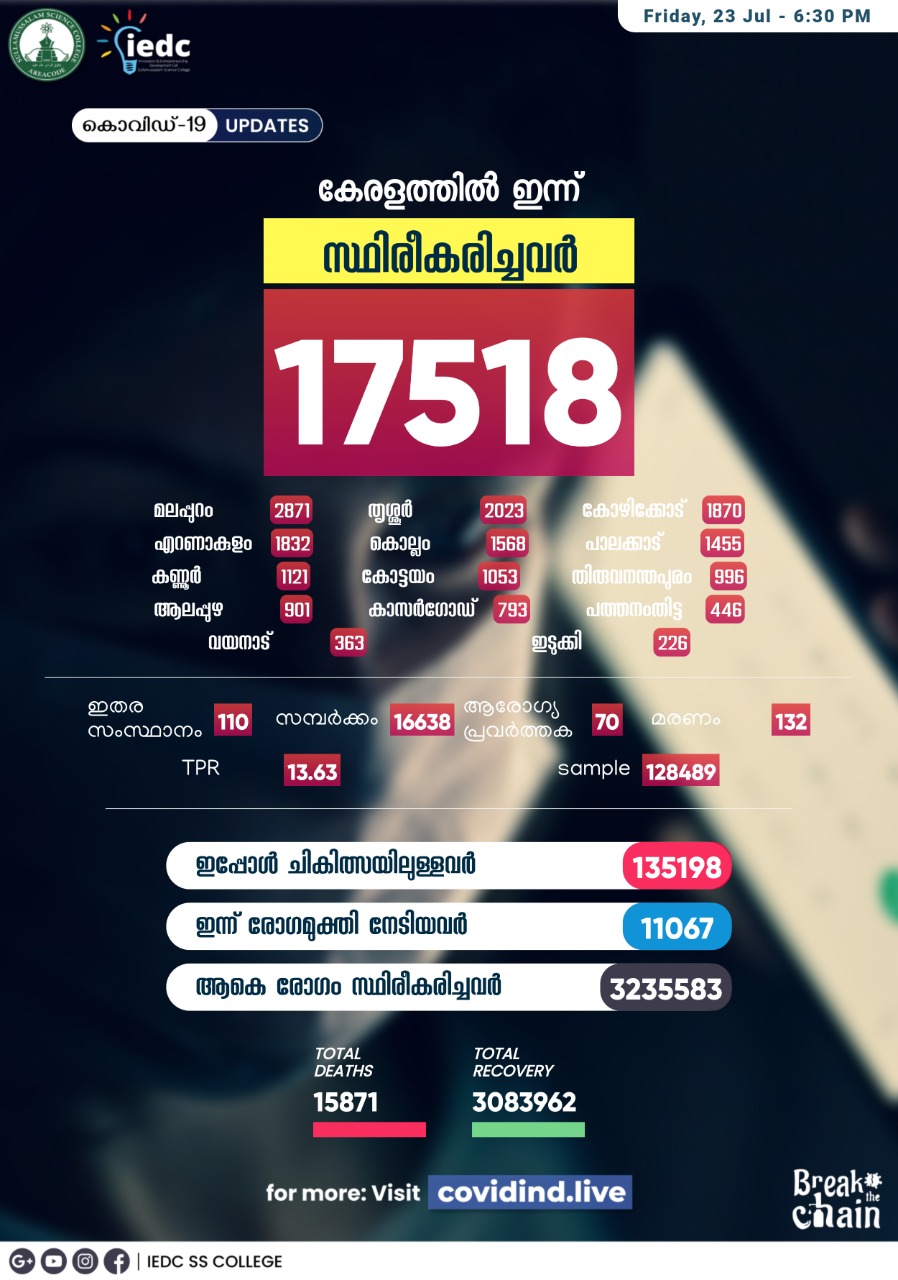 Friday, 23 Jul - 6:30 PM
SULLAMUSSALAM SCIENCE COLLEGE
AREACODE
iedc
കൊവിഡ്-19 UPDATES
കേരളത്തിൽ ഇന്ന്
സ്ഥിരീകരിച്ചവർ
17518
മലപ്പുറം 2871 തൃശ്ശൂർ 2023 കോഴിക്കോട് 1870
എറണാകുളം 1832 കൊല്ലം 1568 പാലക്കാട് 1455
കണ്ണൂർ 1121 കോട്ടയം 1053 തിരുവനന്തപുരം 996
ആലപ്പുഴ 901 കാസർഗോഡ് 793 പത്തനംതിട്ട 446
വയനാട് 363 ഇടുക്കി 226
ഇതര സംസ്ഥാനം 110 സമ്പർക്കം 16638 ആരോഗ്യ പ്രവർത്തക 70 മരണം 132
TPR 13.63 sample 128489
ഇപ്പോൾ ചികിത്സയിലുള്ളവർ 135198
ഇന്ന് രോഗമുക്തി നേടിയവർ 11067
ആകെ രോഗം സ്ഥിരീകരിച്ചവർ 3235583
TOTAL DEATHS
15871
TOTAL RECOVERY
3083962
for more: Visit covidind.live
Break the chain
G+ f | IEDC SS COLLEGE